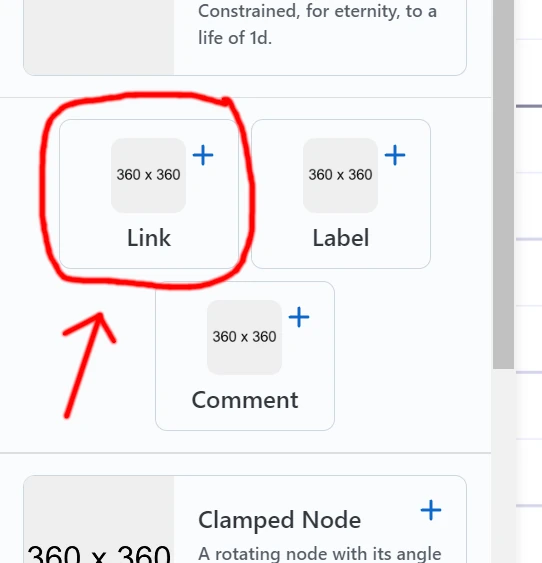 Constrained, for eternity, to a
life of 1d.
360 x 360
Link
360 x 360
Label
360 x 360
Comment
360 x 360
Clamped Node
A rotating node with its angle